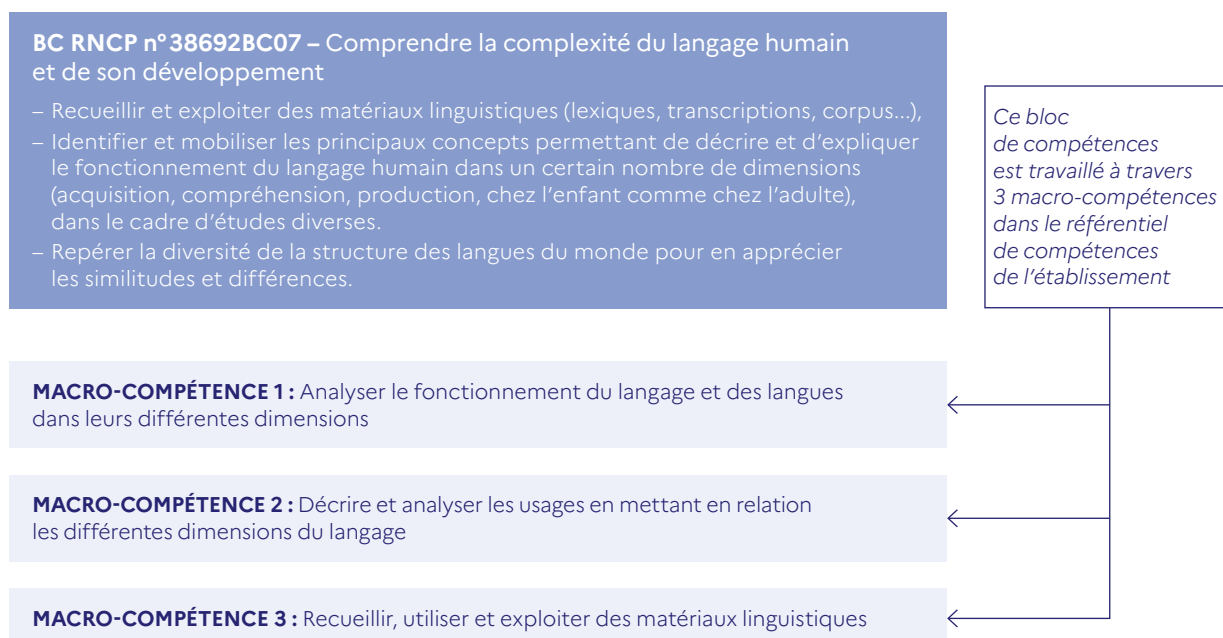 BC RNCP n° 38692BC07 – Comprendre la complexité du langage humain
et de son développement
– Recueillir et exploiter des matériaux linguistiques (lexiques, transcriptions, corpus…),
– Identifier et mobiliser les principaux concepts permettant de décrire et d’expliquer
le fonctionnement du langage humain dans un certain nombre de dimensions
(acquisition, compréhension, production, chez l’enfant comme chez l’adulte),
dans le cadre d’études diverses.
– Repérer la diversité de la structure des langues du monde pour en apprécier
les similitudes et différences.
Ce bloc
de compétences
est travaillé à travers
3 macro-compétences
dans le référentiel
de compétences
de l’établissement
MACRO-COMPÉTENCE 1 : Analyser le fonctionnement du langage et des langues
dans leurs différentes dimensions
MACRO-COMPÉTENCE 2 : Décrire et analyser les usages en mettant en relation
les différentes dimensions du langage
MACRO-COMPÉTENCE 3 : Recueillir, utiliser et exploiter des matériaux linguistiques